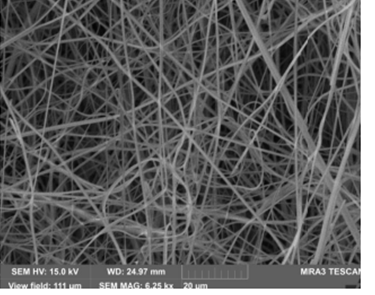 SEM HV: 15.0 kV WD: 24.97 mm MIRA3 TESCAN
View field: 111 µm SEM MAG: 6.25 kx 20 µm